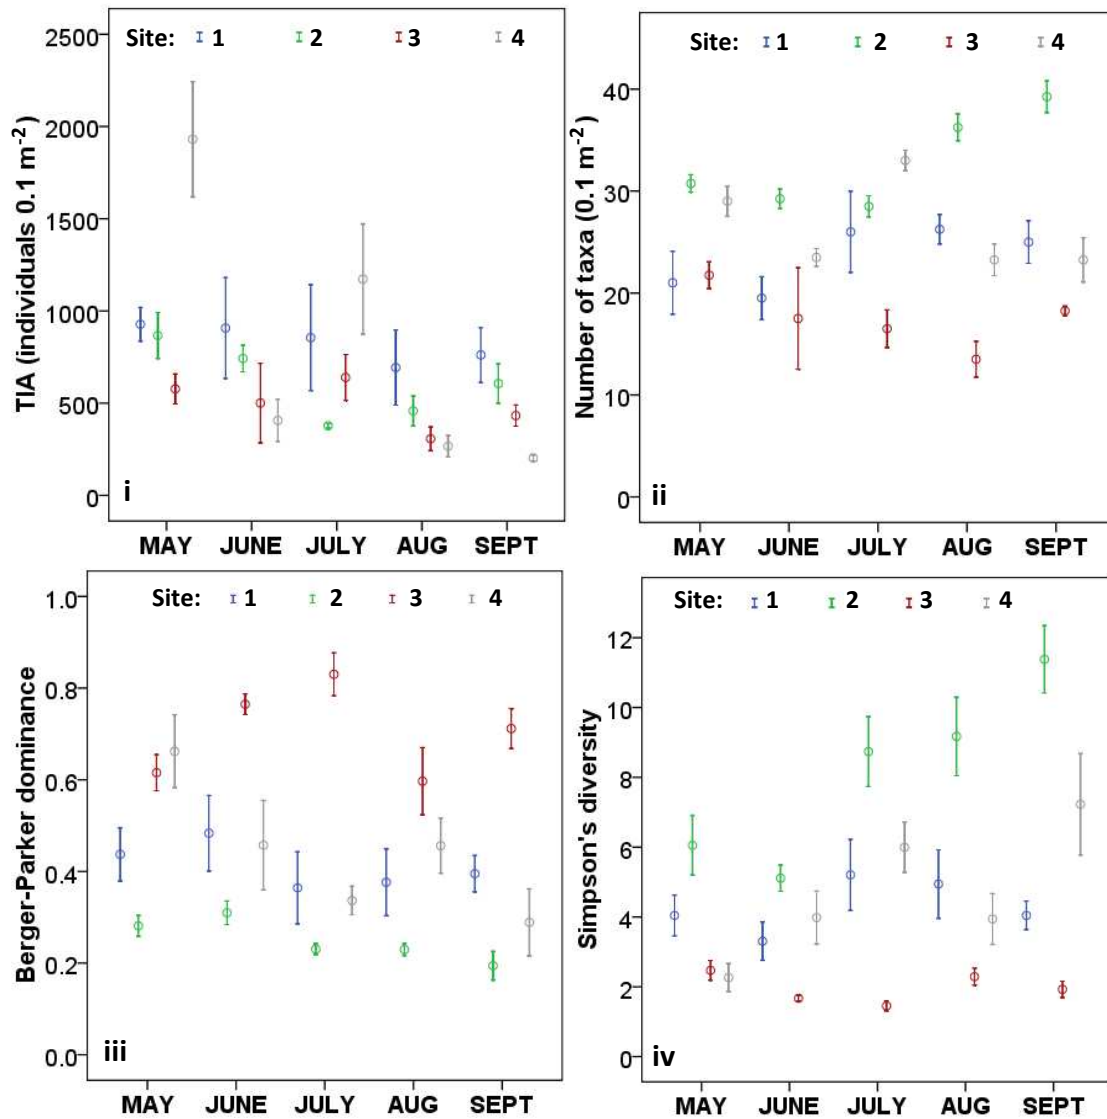 Site: 1 2 3 4
TIA (individuals 0.1 m-2)
2500
2000
1500
1000
500
0
i
MAY JUNE JULY AUG SEPT
Site: 1 2 3 4
Number of taxa (0.1 m-2)
40
30
20
10
0
ii
MAY JUNE JULY AUG SEPT
Site: 1 2 3 4
Berger-Parker dominance
1.0
0.8
0.6
0.4
0.2
0.0
iii
MAY JUNE JULY AUG SEPT
Site: 1 2 3 4
Simpson's diversity
12
10
8
6
4
2
0
iv
MAY JUNE JULY AUG SEPT